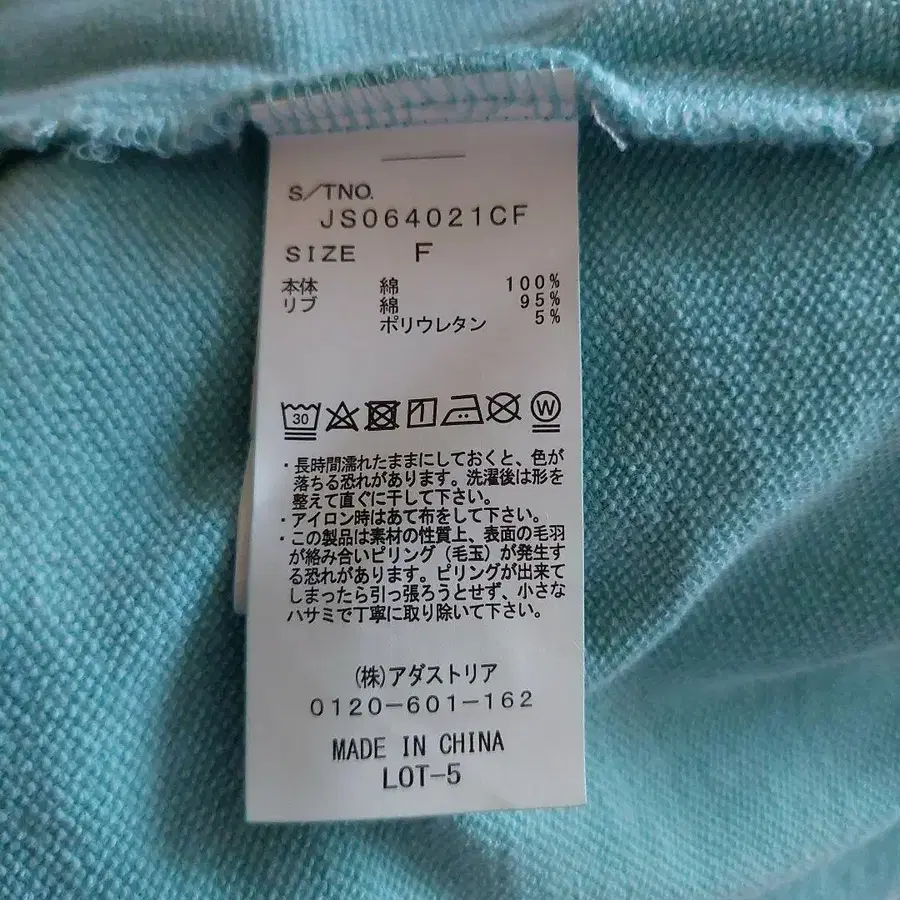 S/TNO.
JS064021CF
SIZE F
本体 綿 100%
リブ 綿 95%
ポリウレタン 5%
30 W
・長時間濡れたままにしておくと、色が
落ちる恐れがあります。洗濯後は形を
整えて直ぐに干して下さい。
・アイロン時はあて布をして下さい。
・この製品は素材の性質上、表面の毛羽
が絡み合いピリング（毛玉）が発生す
る恐れがあります。ピリングが出来て
しまったら引っ張ろうとせず、小さな
ハサミで丁寧に取り除いて下さい。
(株)アダストリア
0120-601-162
MADE IN CHINA
LOT-5